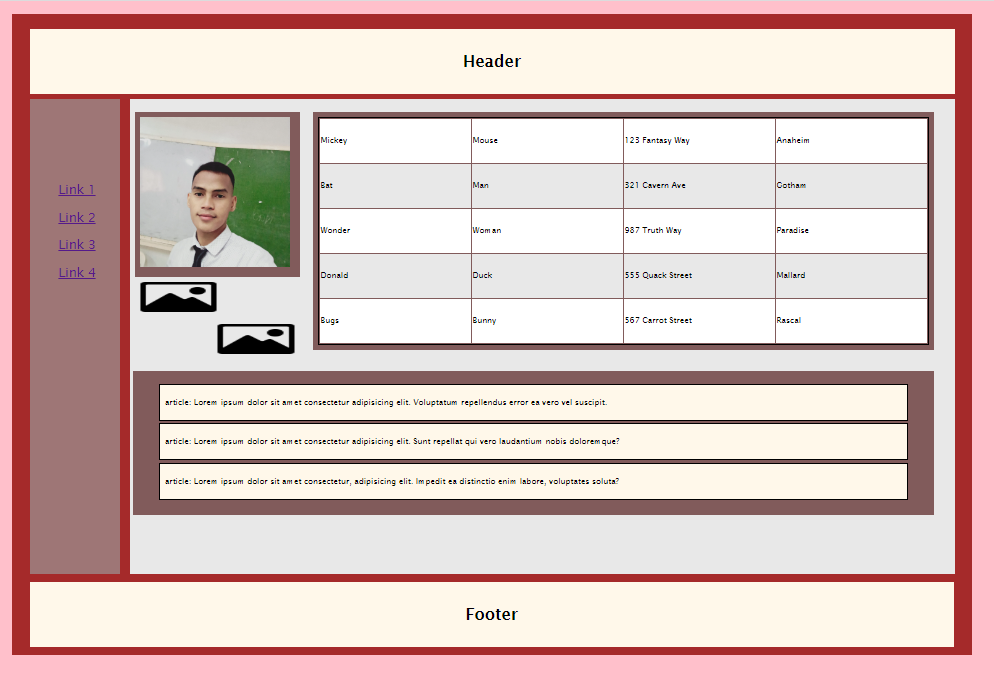 Header
Link 1
Link 2
Link 3
Link 4
Mickey Mouse 123 Fantasy Way Anaheim
Bat Man 321 Cavern Ave Gotham
Wonder Woman 987 Truth Way Paradise
Donald Duck 555 Quack Street Mallard
Bugs Bunny 567 Carrot Street Rascal
article: Lorem ipsum dolor sit amet consectetur adipisicing elit. Voluptatum repellendus error ea vero vel suscipit.
article: Lorem ipsum dolor sit amet consectetur adipisicing elit. Sunt repellat qui vero laudantium nobis doloremque?
article: Lorem ipsum dolor sit amet consectetur, adipisicing elit. Impedit ea distinctio enim labore, voluptates soluta?
Footer